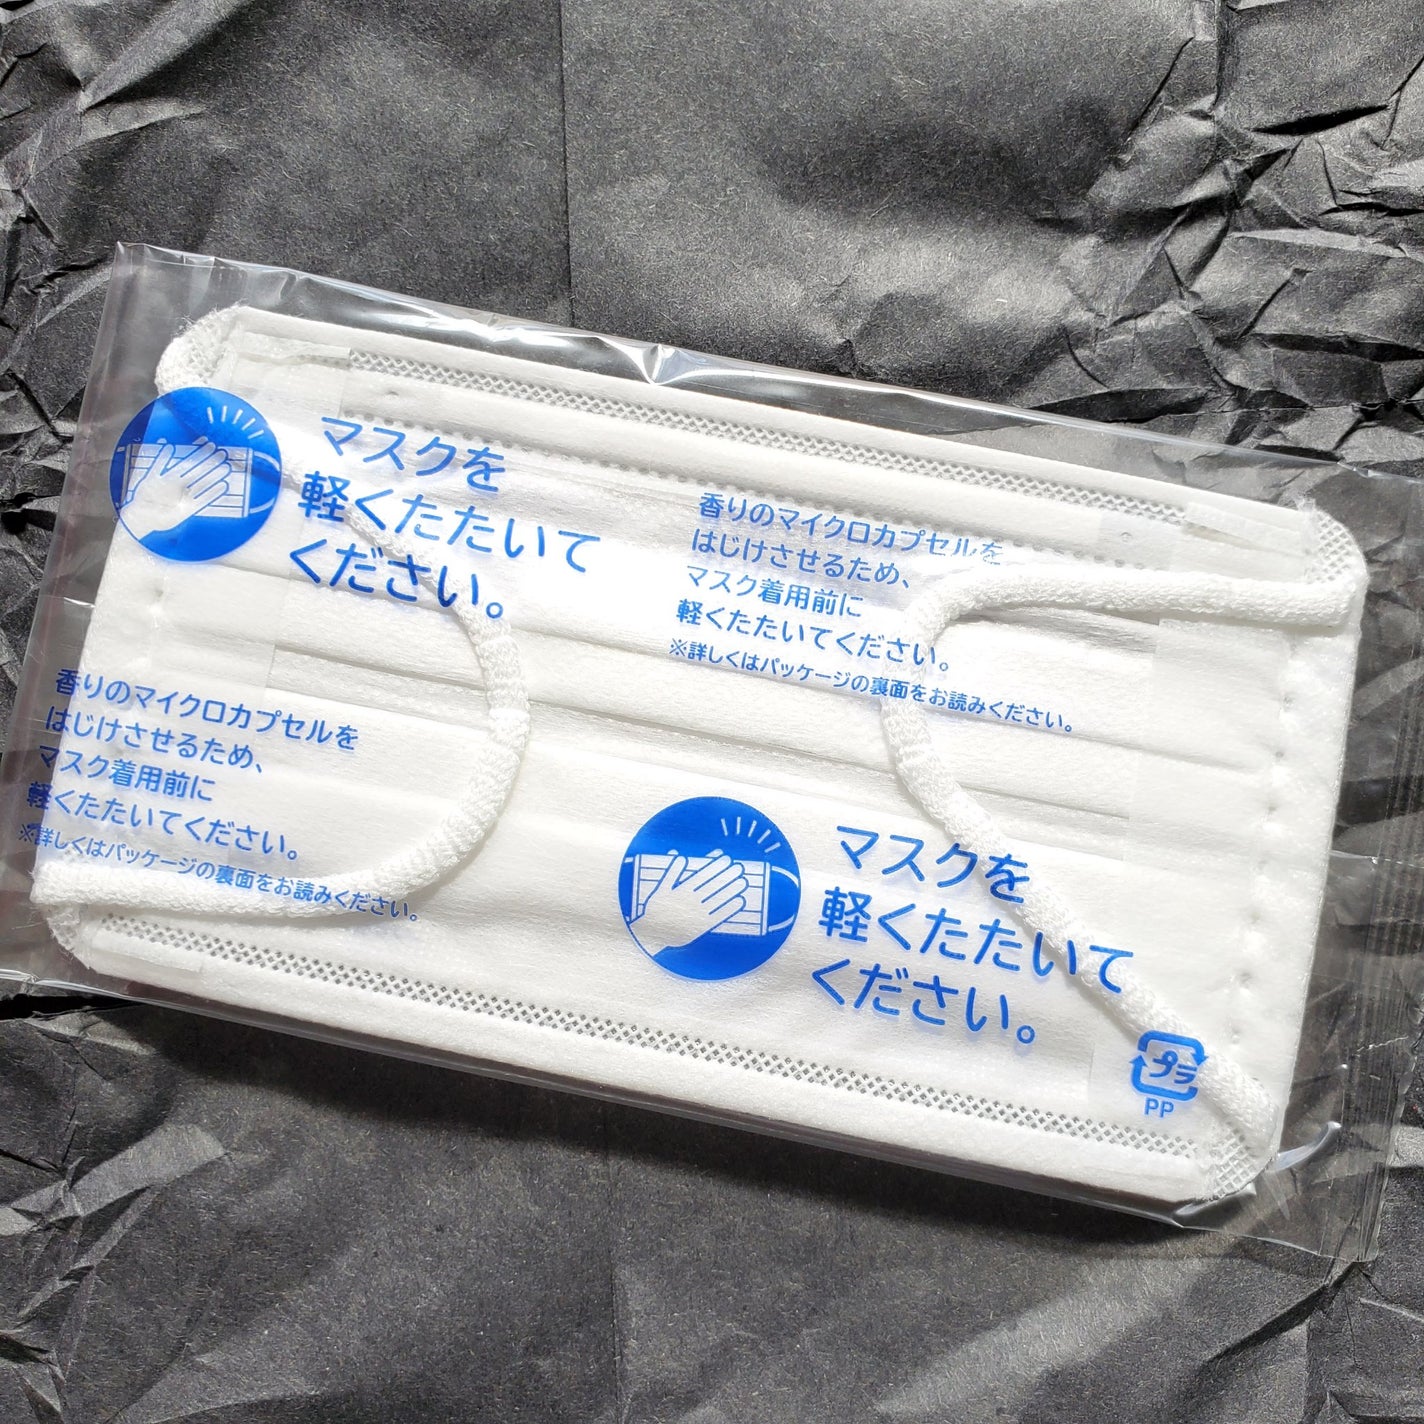 マスクを
軽くたたいて
ください。
香りのマイクロカプセルを
はじけさせるため、
マスク着用前に
軽くたたいてください。
※詳しくはパッケージの裏面をお読みください。
香りのマイクロカプセルを
はじけさせるため、
マスク着用前に
軽くたたいてください。
※詳しくはパッケージの裏面をお読みください。
マスクを
軽くたたいて
ください。
プラ
PP